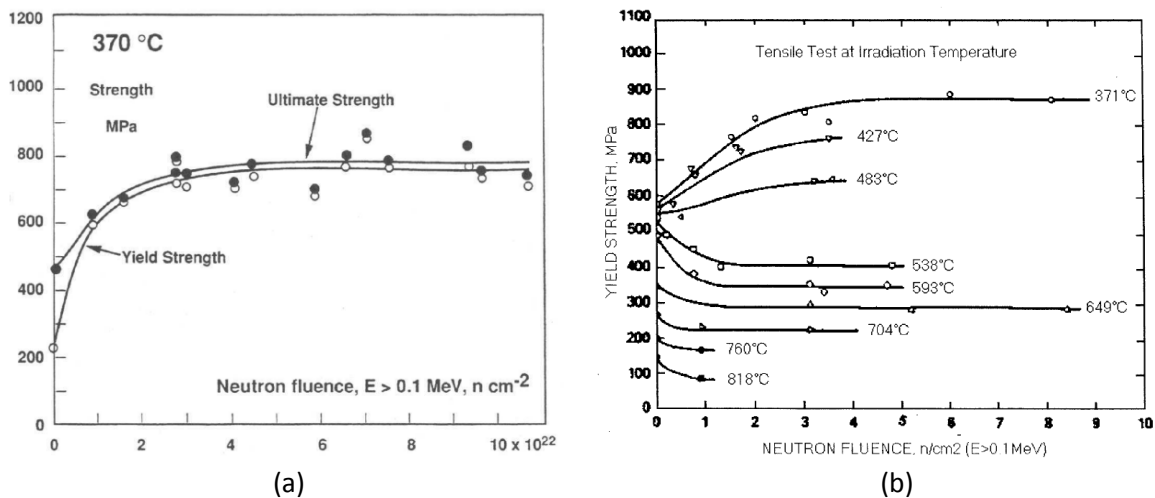 370 °C
Strength
MPa
Ultimate Strength
Yield Strength
Neutron fluence, E > 0.1 MeV, n cm-2
1200
1000
800
600
400
200
0
0
2
4
6
8
10 x 10²²
(a)
Tensile Test at Irradiation Temperature
YIELD STRENGTH, MPa
1100
1000
900
800
700
600
500
400
300
200
100
0
371°C
427°C
483°C
538°C
593°C
649°C
704°C
760°C
818°C
0
1
2
3
4
5
6
7
8
9
10
NEUTRON FLUENCE, n/cm2 (E>0.1MeV)
(b)